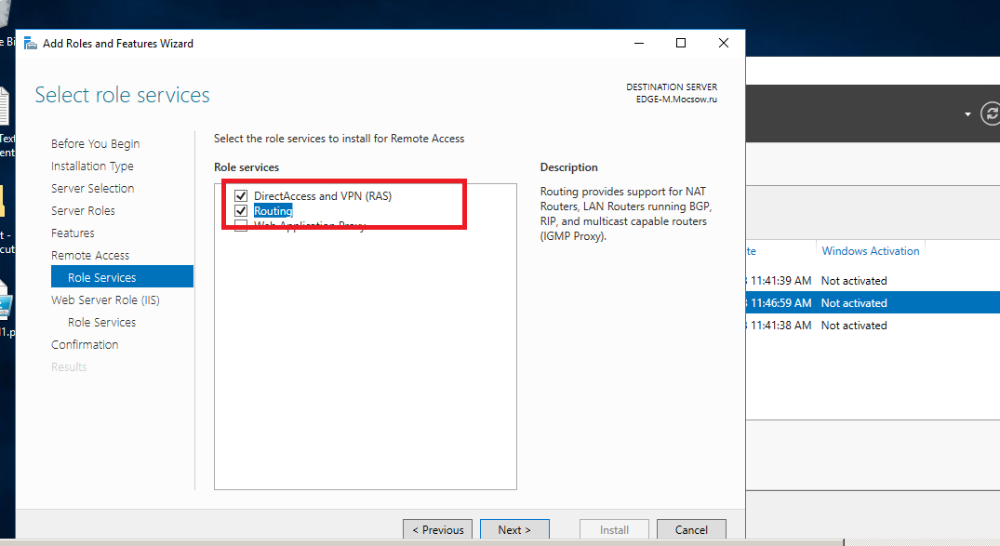 Add Roles and Features Wizard
Select role services
DESTINATION SERVER
EDGE-M.Mocsow.ru
Before You Begin
Installation Type
Server Selection
Server Roles
Features
Remote Access
Role Services
Web Server Role (IIS)
Role Services
Confirmation
Results
Select the role services to install for Remote Access
Role services
DirectAccess and VPN (RAS)
Routing
Web Application Proxy
Description
Routing provides support for NAT
Routers, LAN Routers running BGP,
RIP, and multicast capable routers
(IGMP Proxy).
< Previous
Next >
Install
Cancel
te
Windows Activation
11:41:39 AM Not activated
11:46:59 AM Not activated
11:41:38 AM Not activated